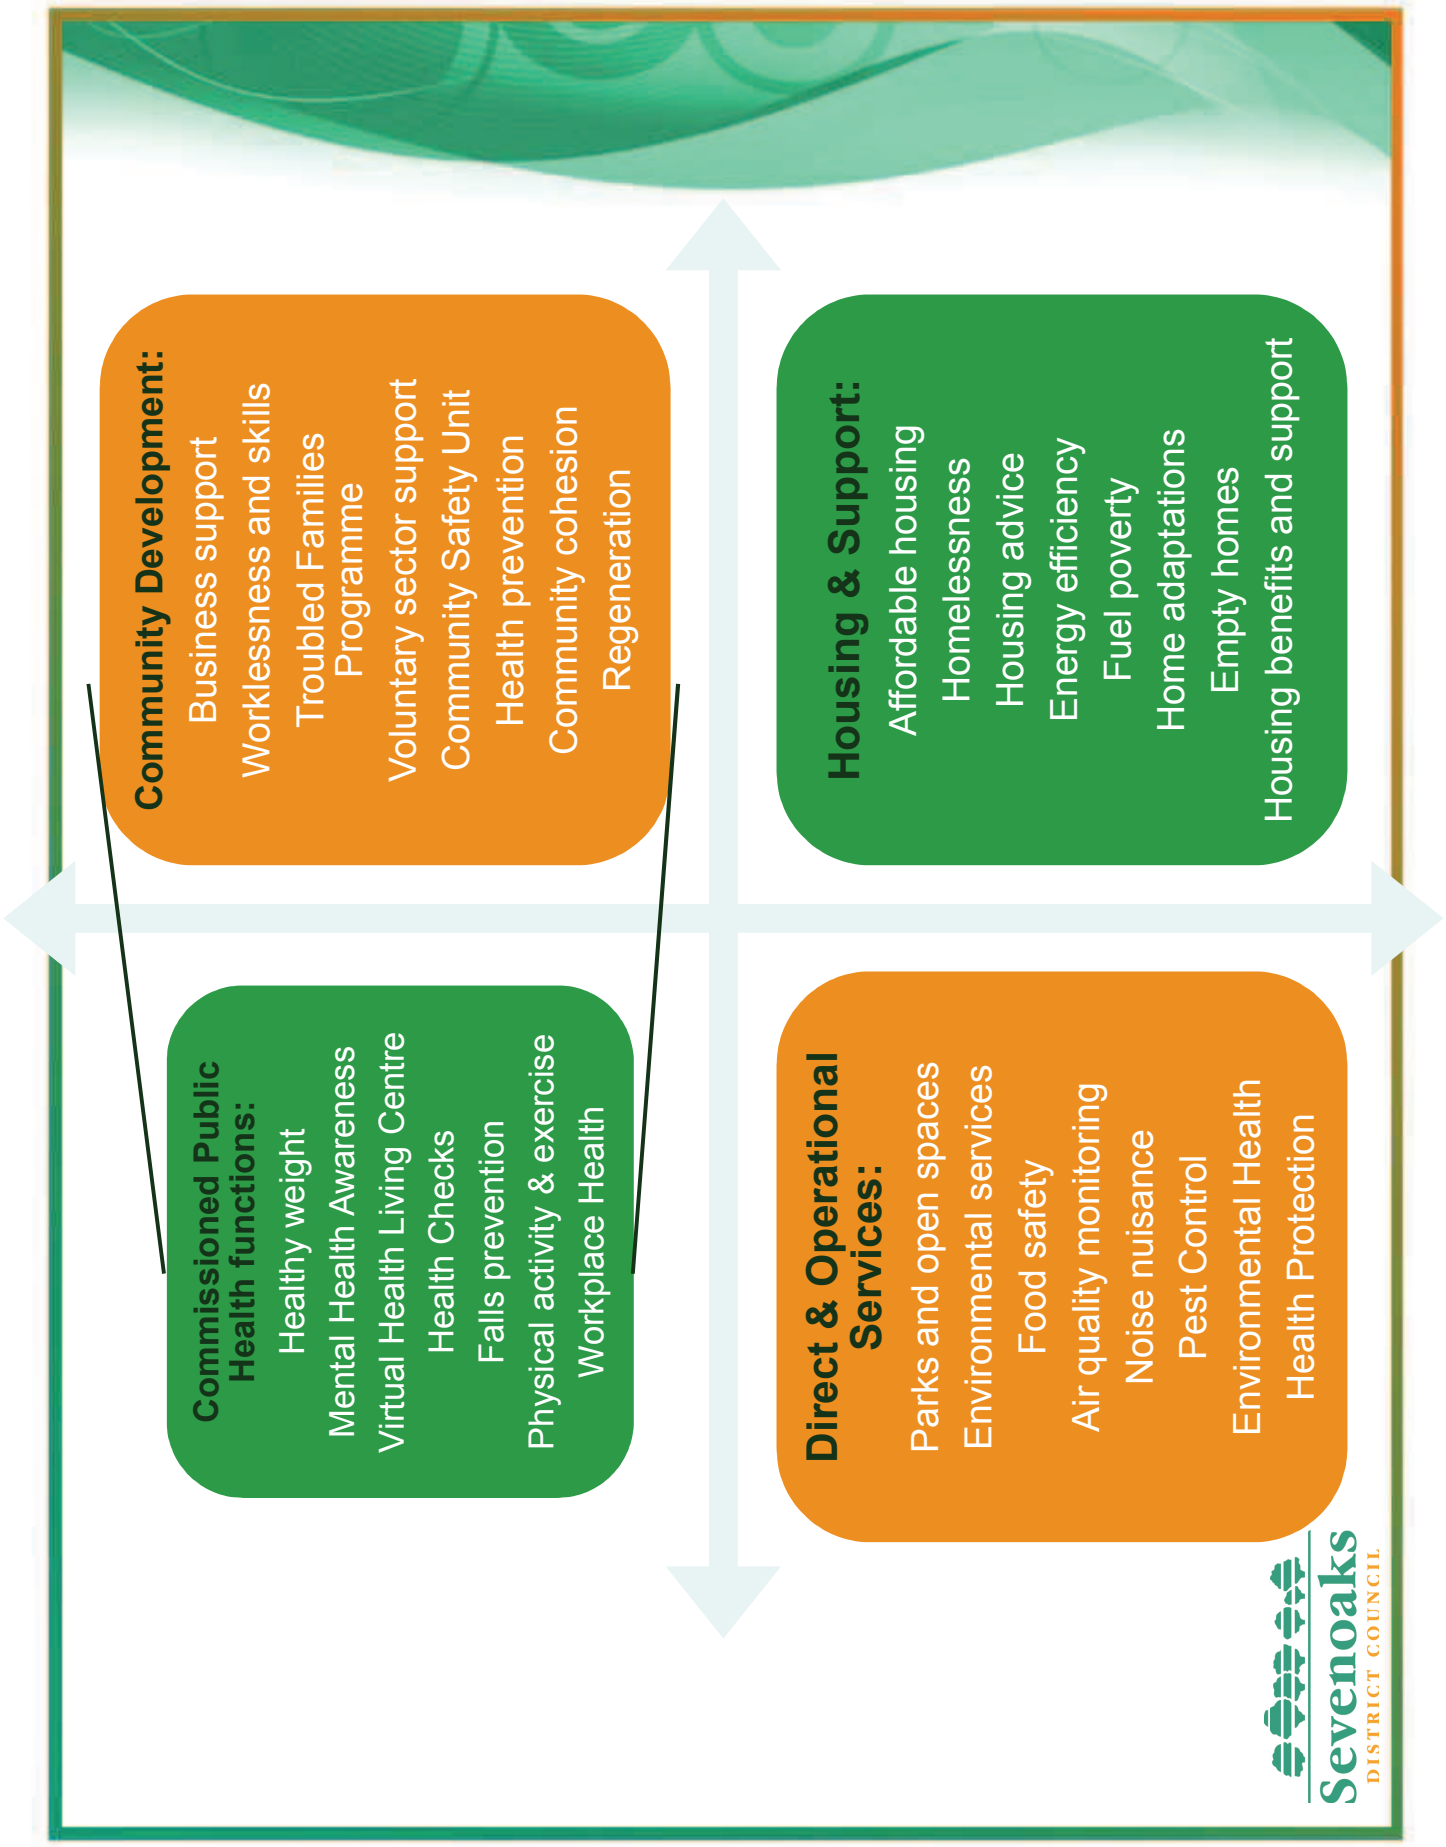 Commissioned Public
Health functions:
Healthy weight
Mental Health Awareness
Virtual Health Living Centre
Health Checks
Falls prevention
Physical activity & exercise
Workplace Health
Community Development:
Business support
Worklessness and skills
Troubled Families
Programme
Voluntary sector support
Community Safety Unit
Health prevention
Community cohesion
Regeneration
Direct & Operational
Services:
Parks and open spaces
Environmental services
Food safety
Air quality monitoring
Noise nuisance
Pest Control
Environmental Health
Health Protection
Housing & Support:
Affordable housing
Homelessness
Housing advice
Energy efficiency
Fuel poverty
Home adaptations
Empty homes
Housing benefits and support
Sevenoaks
DISTRICT COUNCIL